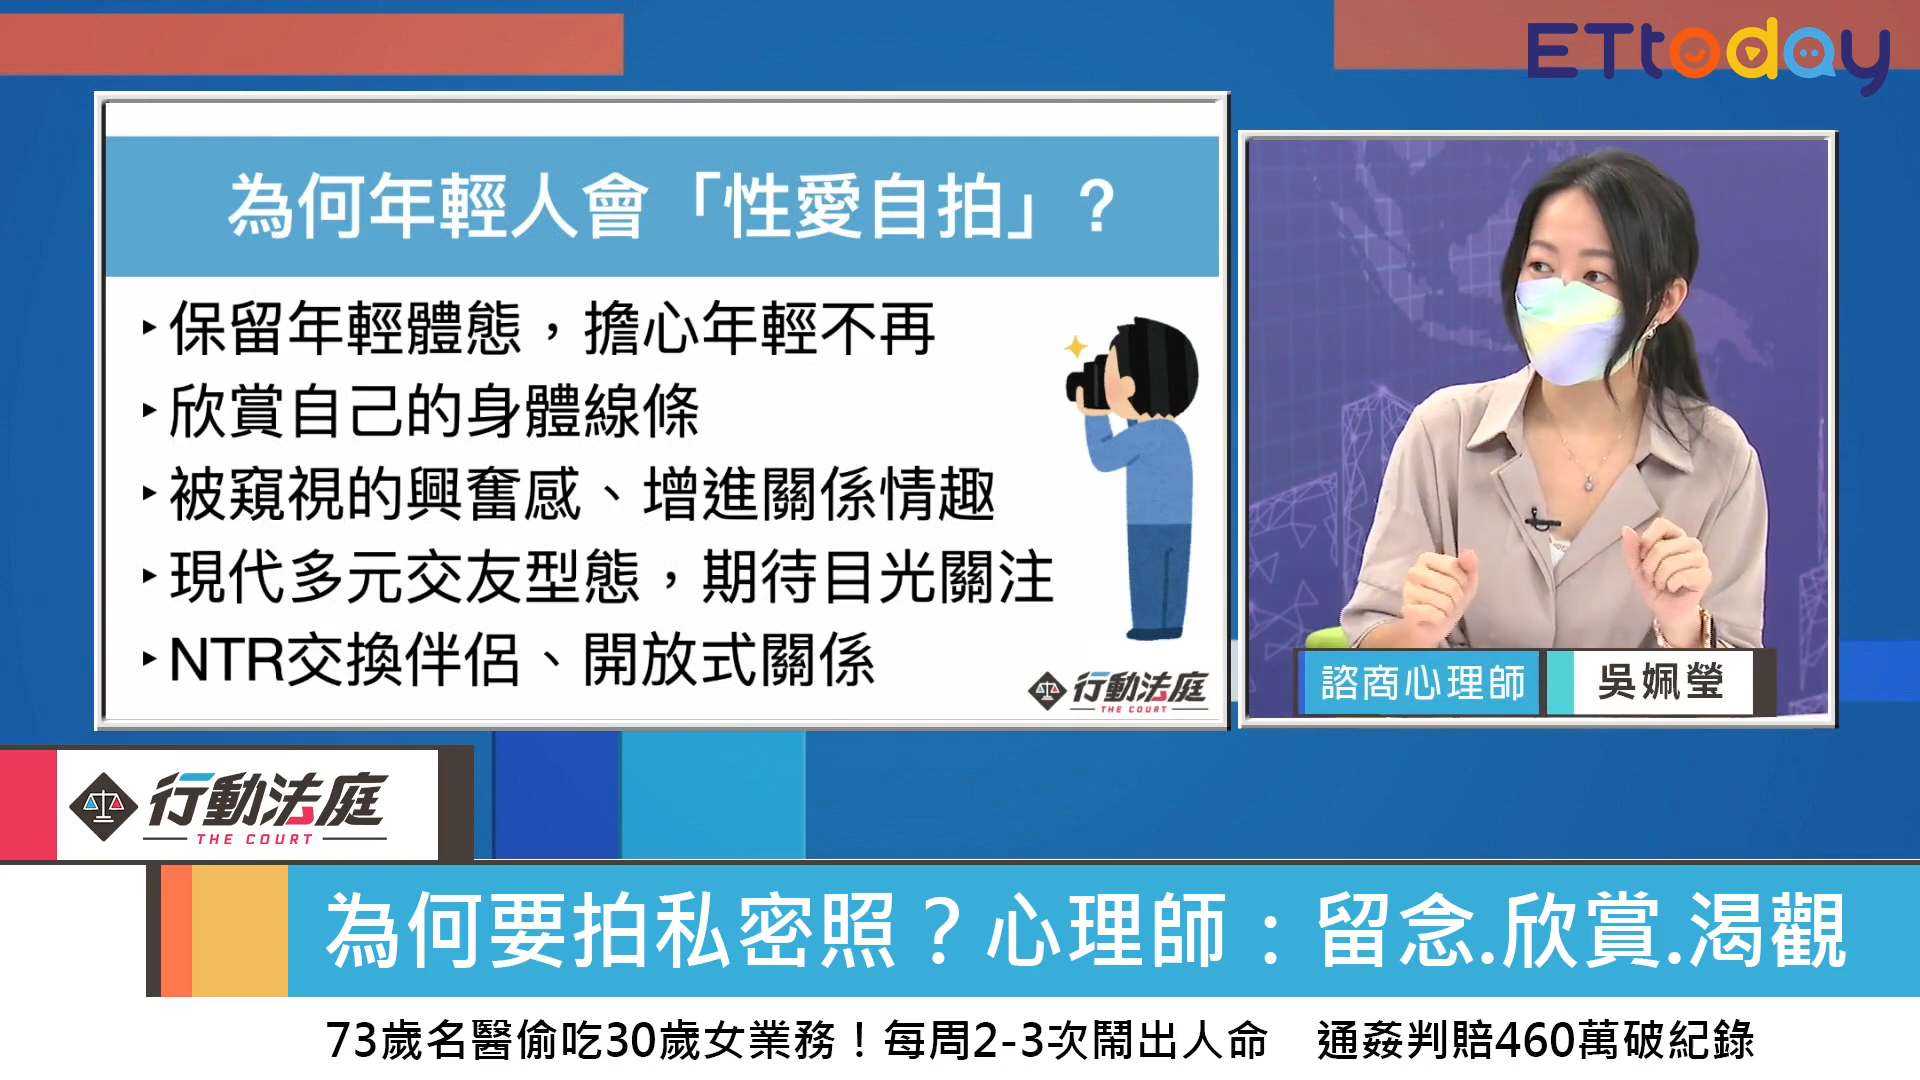 ETtoday
為何年輕人會「性愛自拍」？
‣保留年輕體態，擔心年輕不再
‣欣賞自己的身體線條
‣被窺視的興奮感、增進關係情趣
‣現代多元交友型態，期待目光關注
‣NTR交換伴侶、開放式關係
行動法庭
THE COURT
諮商心理師 吳姵瑩
行動法庭
THE COURT
為何要拍私密照？心理師：留念.欣賞.渴觀
73歲名醫偷吃30歲女業務！每周2-3次鬧出人命　通姦判賠460萬破紀錄